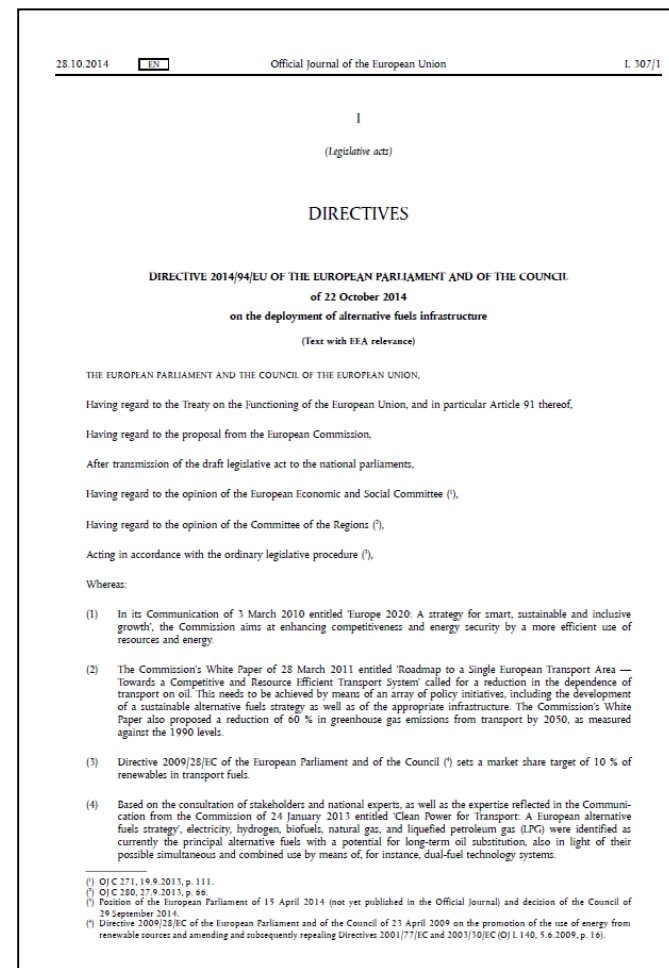 28.10.2014 EN Official Journal of the European Union L 307/1
I
(Legislative acts)
DIRECTIVES
DIRECTIVE 2014/94/EU OF THE EUROPEAN PARLIAMENT AND OF THE COUNCIL
of 22 October 2014
on the deployment of alternative fuels infrastructure
(Text with EEA relevance)
THE EUROPEAN PARLIAMENT AND THE COUNCIL OF THE EUROPEAN UNION,
Having regard to the Treaty on the Functioning of the European Union, and in particular Article 91 thereof,
Having regard to the proposal from the European Commission,
After transmission of the draft legislative act to the national parliaments,
Having regard to the opinion of the European Economic and Social Committee (¹),
Having regard to the opinion of the Committee of the Regions (²),
Acting in accordance with the ordinary legislative procedure (³),
Whereas:
(1) In its Communication of 3 March 2010 entitled 'Europe 2020: A strategy for smart, sustainable and inclusive
growth', the Commission aims at enhancing competitiveness and energy security by a more efficient use of
resources and energy.
(2) The Commission's White Paper of 28 March 2011 entitled 'Roadmap to a Single European Transport Area —
Towards a Competitive and Resource Efficient Transport System' called for a reduction in the dependence of
transport on oil. This needs to be achieved by means of an array of policy initiatives, including the development
of a sustainable alternative fuels strategy as well as of the appropriate infrastructure. The Commission's White
Paper also proposed a reduction of 60 % in greenhouse gas emissions from transport by 2050, as measured
against the 1990 levels.
(3) Directive 2009/28/EC of the European Parliament and of the Council (⁴) sets a market share target of 10 % of
renewables in transport fuels.
(4) Based on the consultation of stakeholders and national experts, as well as the expertise reflected in the Communi-
cation from the Commission of 24 January 2013 entitled 'Clean Power for Transport: A European alternative
fuels strategy', electricity, hydrogen, biofuels, natural gas, and liquefied petroleum gas (LPG) were identified as
currently the principal alternative fuels with a potential for long-term oil substitution, also in light of their
possible simultaneous and combined use by means of, for instance, dual-fuel technology systems.
(¹) OJ C 271, 19.9.2013, p. 111.
(²) OJ C 280, 27.9.2013, p. 66.
(³) Position of the European Parliament of 15 April 2014 (not yet published in the Official Journal) and decision of the Council of
29 September 2014.
(⁴) Directive 2009/28/EC of the European Parliament and of the Council of 23 April 2009 on the promotion of the use of energy from
renewable sources and amending and subsequently repealing Directives 2001/77/EC and 2003/30/EC (OJ L 140, 5.6.2009, p. 16).